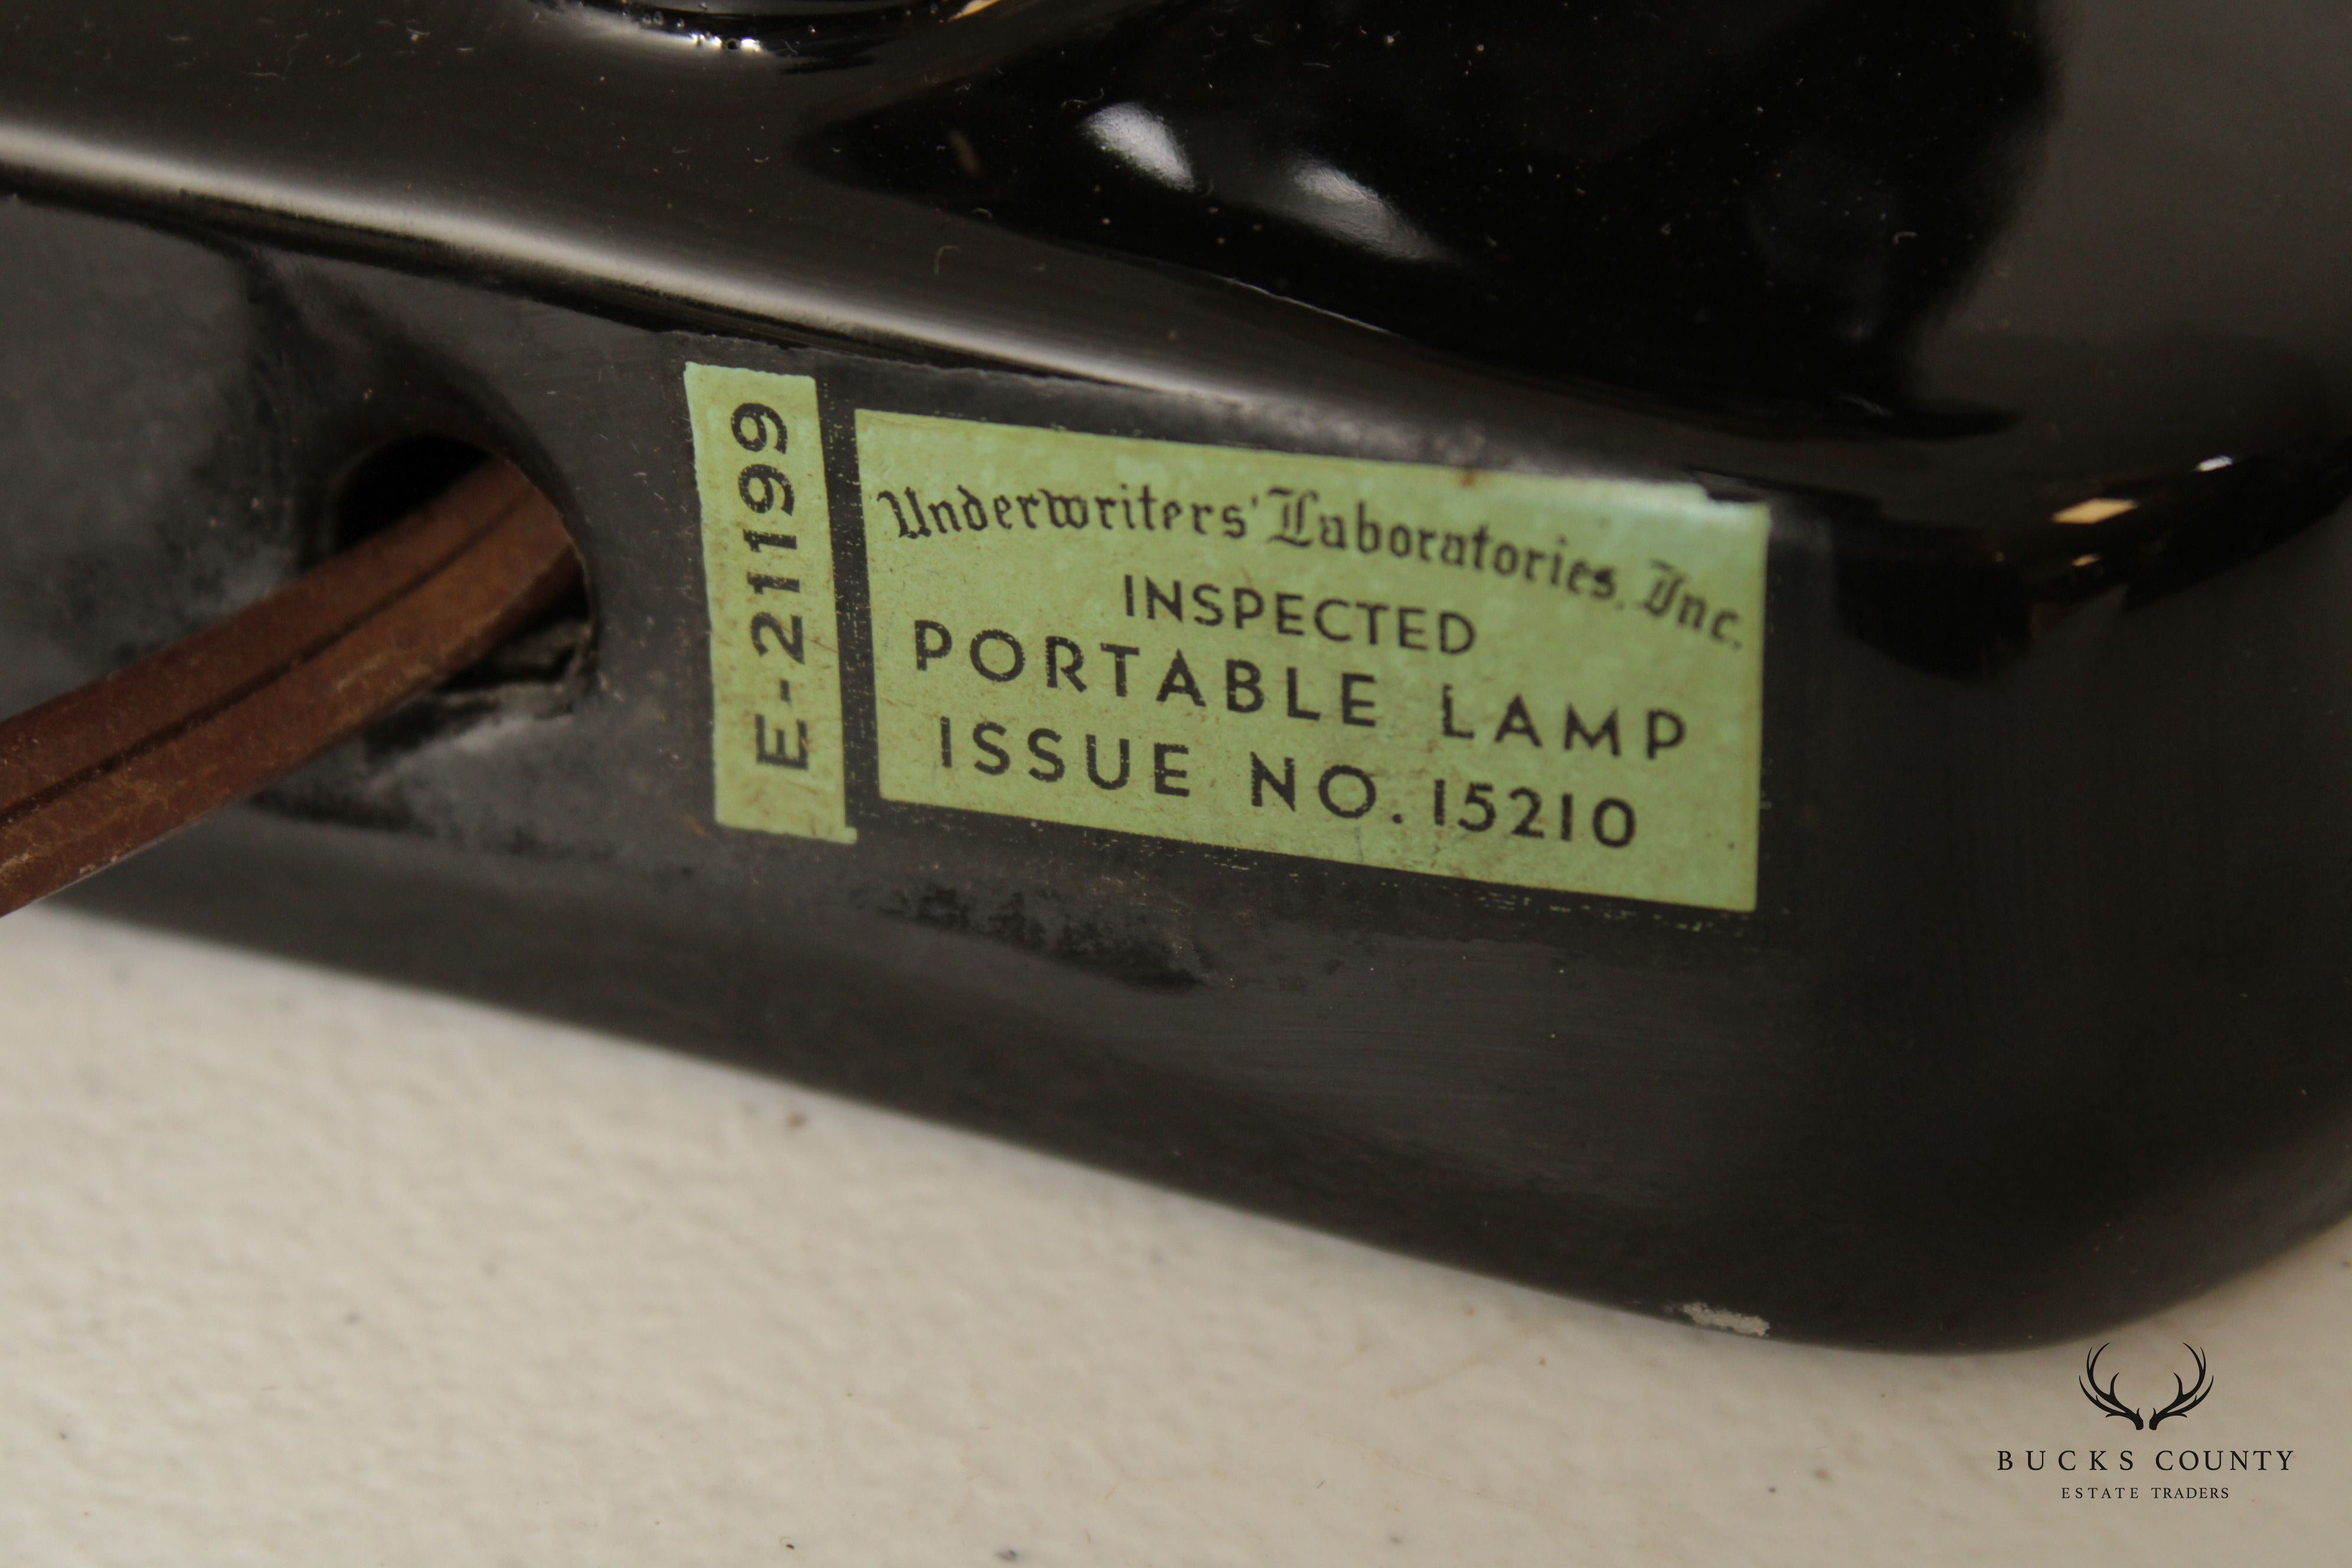 E-21199
Underwriters' Laboratories, Inc.
INSPECTED
PORTABLE LAMP
ISSUE NO. 15210
BUCKS COUNTY
ESTATE TRADERS